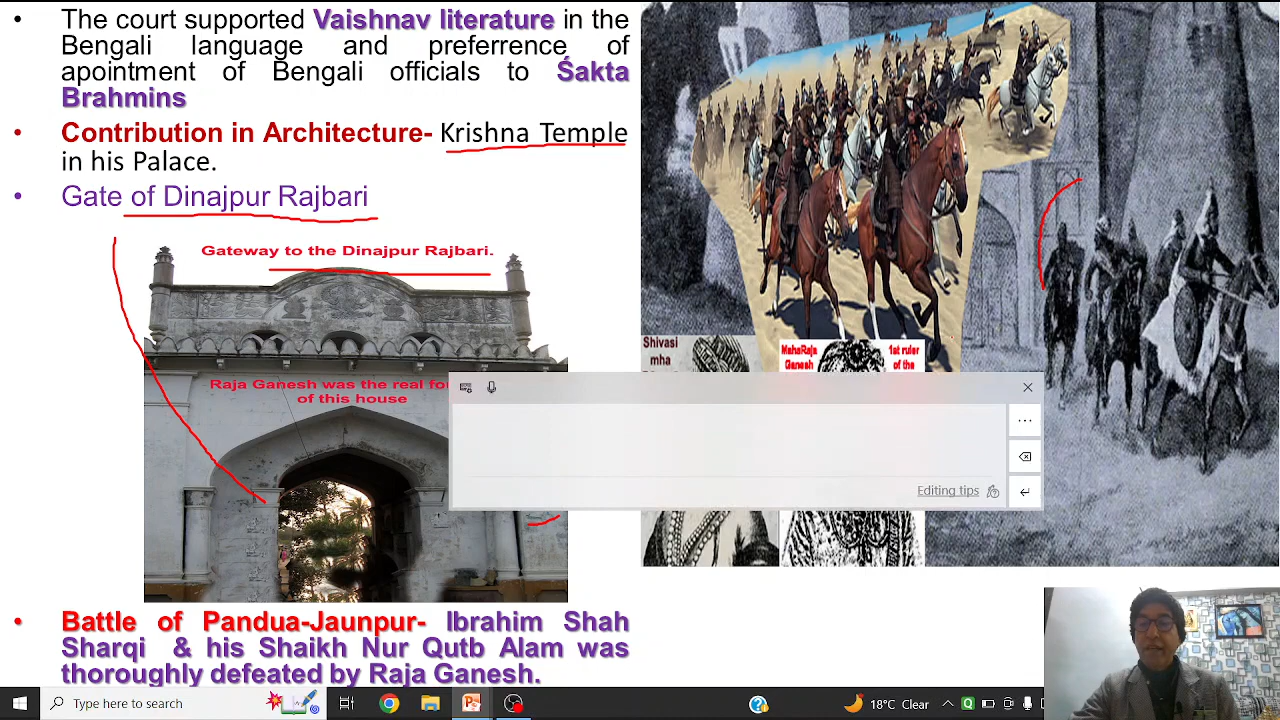 • The court supported Vaishnav literature in the
Bengali language and preferrence of
apointment of Bengali officials to Śakta
Brahmins
• Contribution in Architecture- Krishna Temple
in his Palace.
• Gate of Dinajpur Rajbari
Gateway to the Dinajpur Rajbari.
Raja Ganesh was the real fo
of this house
• Battle of Pandua-Jaunpur- Ibrahim Shah
Sharqi & his Shaikh Nur Qutb Alam was
thoroughly defeated by Raja Ganesh.
Shivasi
mha
MahaRaja
Ganesh
1st ruler
of the
Editing tips
Type here to search
18°C Clear